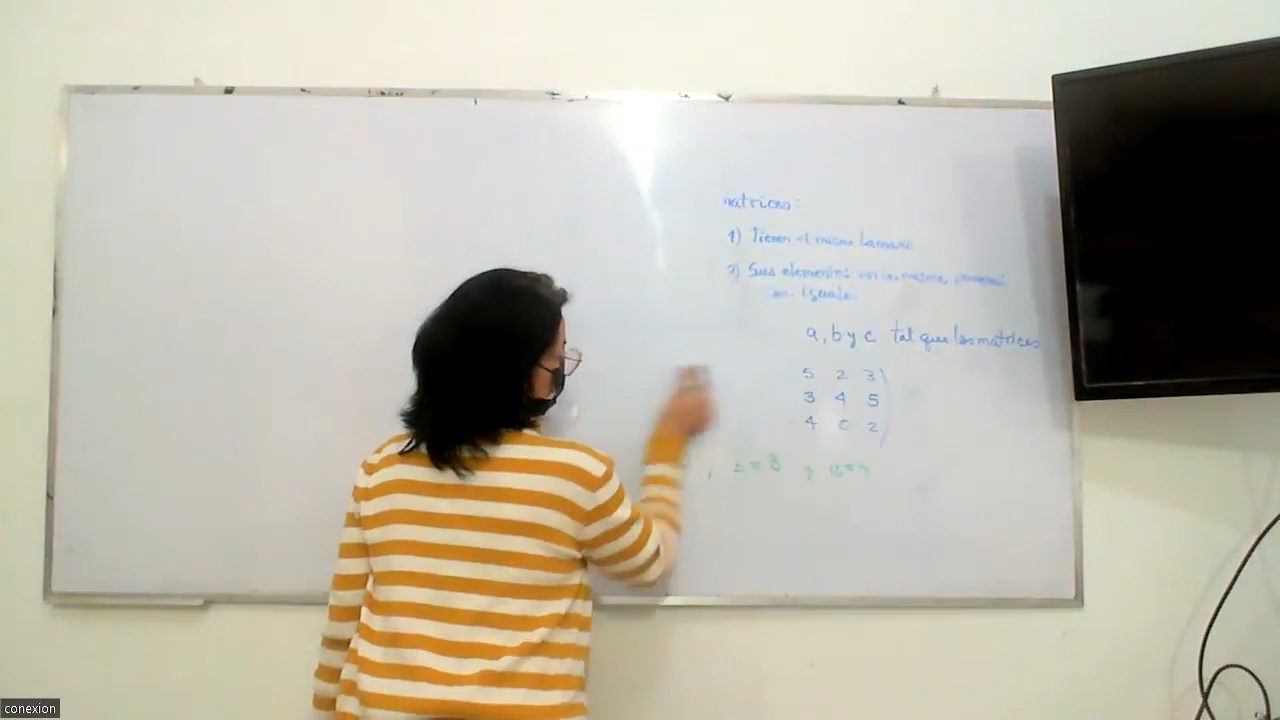 matrices:
1) Tienen el mismo tamaño
2) Sus elementos en la misma posición
son iguales
a, b y c tal que las matrices
5 2 3
3 4 5
4 c 2
, b = 3 y
conexion